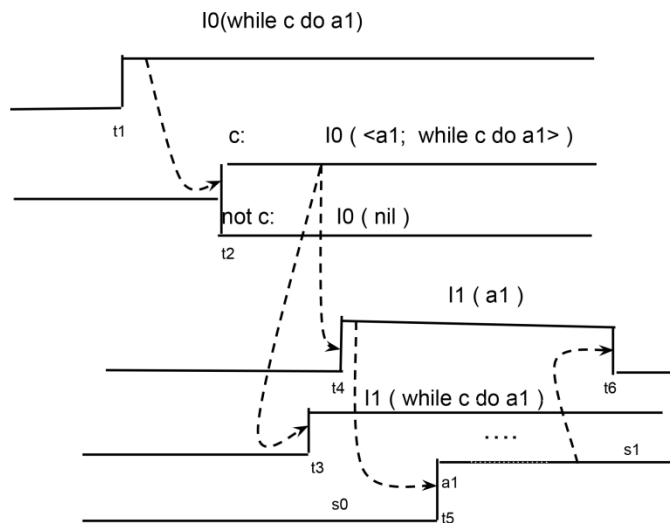 I0(while c do a1)
t1
c: I0 ( <a1; while c do a1> )
not c: I0 ( nil )
t2
I1 ( a1 )
t4
t6
I1 ( while c do a1 )
t3
....
s1
a1
s0
t5